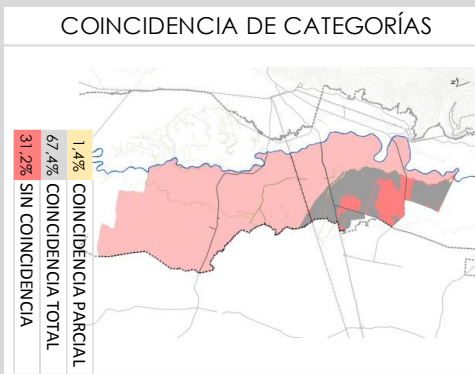 COINCIDENCIA DE CATEGORÍAS
1,4% COINCIDENCIA PARCIAL
67,4% COINCIDENCIA TOTAL
31,2% SIN COINCIDENCIA